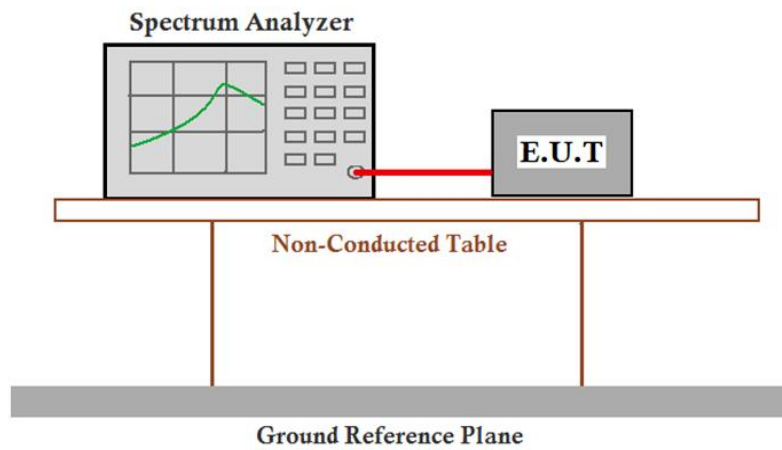 Spectrum Analyzer
E.U.T
Non-Conducted Table
Ground Reference Plane